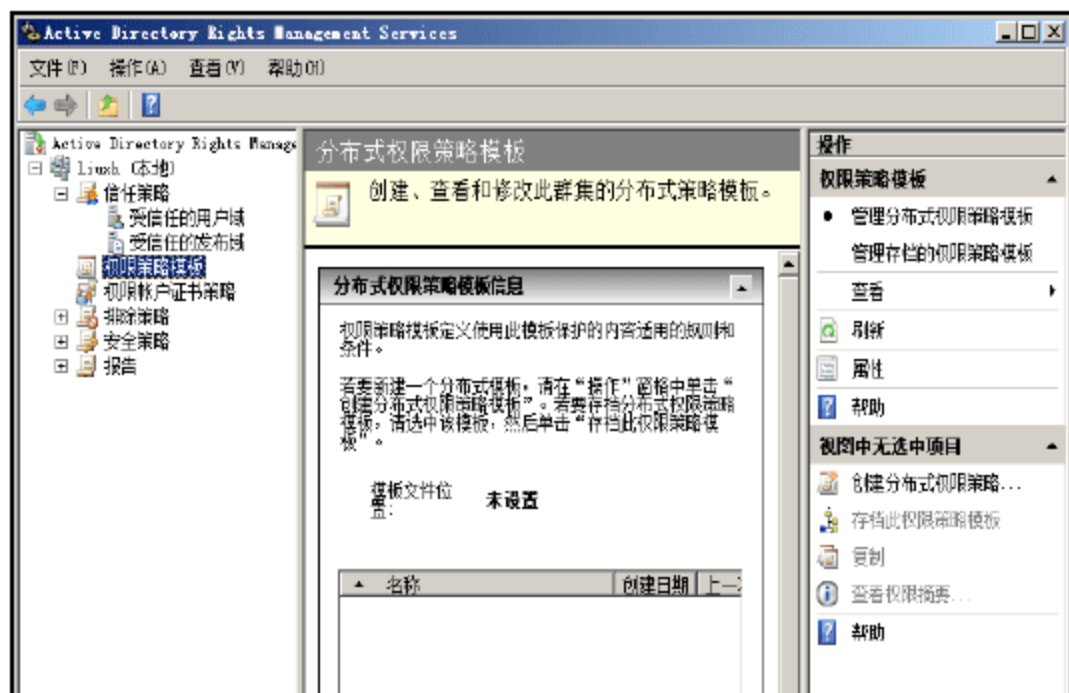 Active Directory Rights Management Services
文件(F) 操作(A) 查看(V) 帮助(H)
Active Directory Rights Manage
liuxh (本地)
信任策略
受信任的用户域
受信任的发布域
权限策略模板
权限帐户证书策略
排除策略
安全策略
报告
分布式权限策略模板
创建、查看和修改此群集的分布式策略模板。
分布式权限策略模板信息
权限策略模板定义使用此模板保护的内容适用的规则和
条件。
若要新建一个分布式模板，请在“操作”窗格中单击“
创建分布式权限策略模板”。若要存档分布式权限策略
模板，请选中该模板，然后单击“存档此权限策略模
板”。
模板文件位
置:
未设置
名称 创建日期 上一
操作
权限策略模板
管理分布式权限策略模板
管理存档的权限策略模板
查看
刷新
属性
帮助
视图中无选中项目
创建分布式权限策略...
存档此权限策略模板
复制
查看权限摘要...
帮助